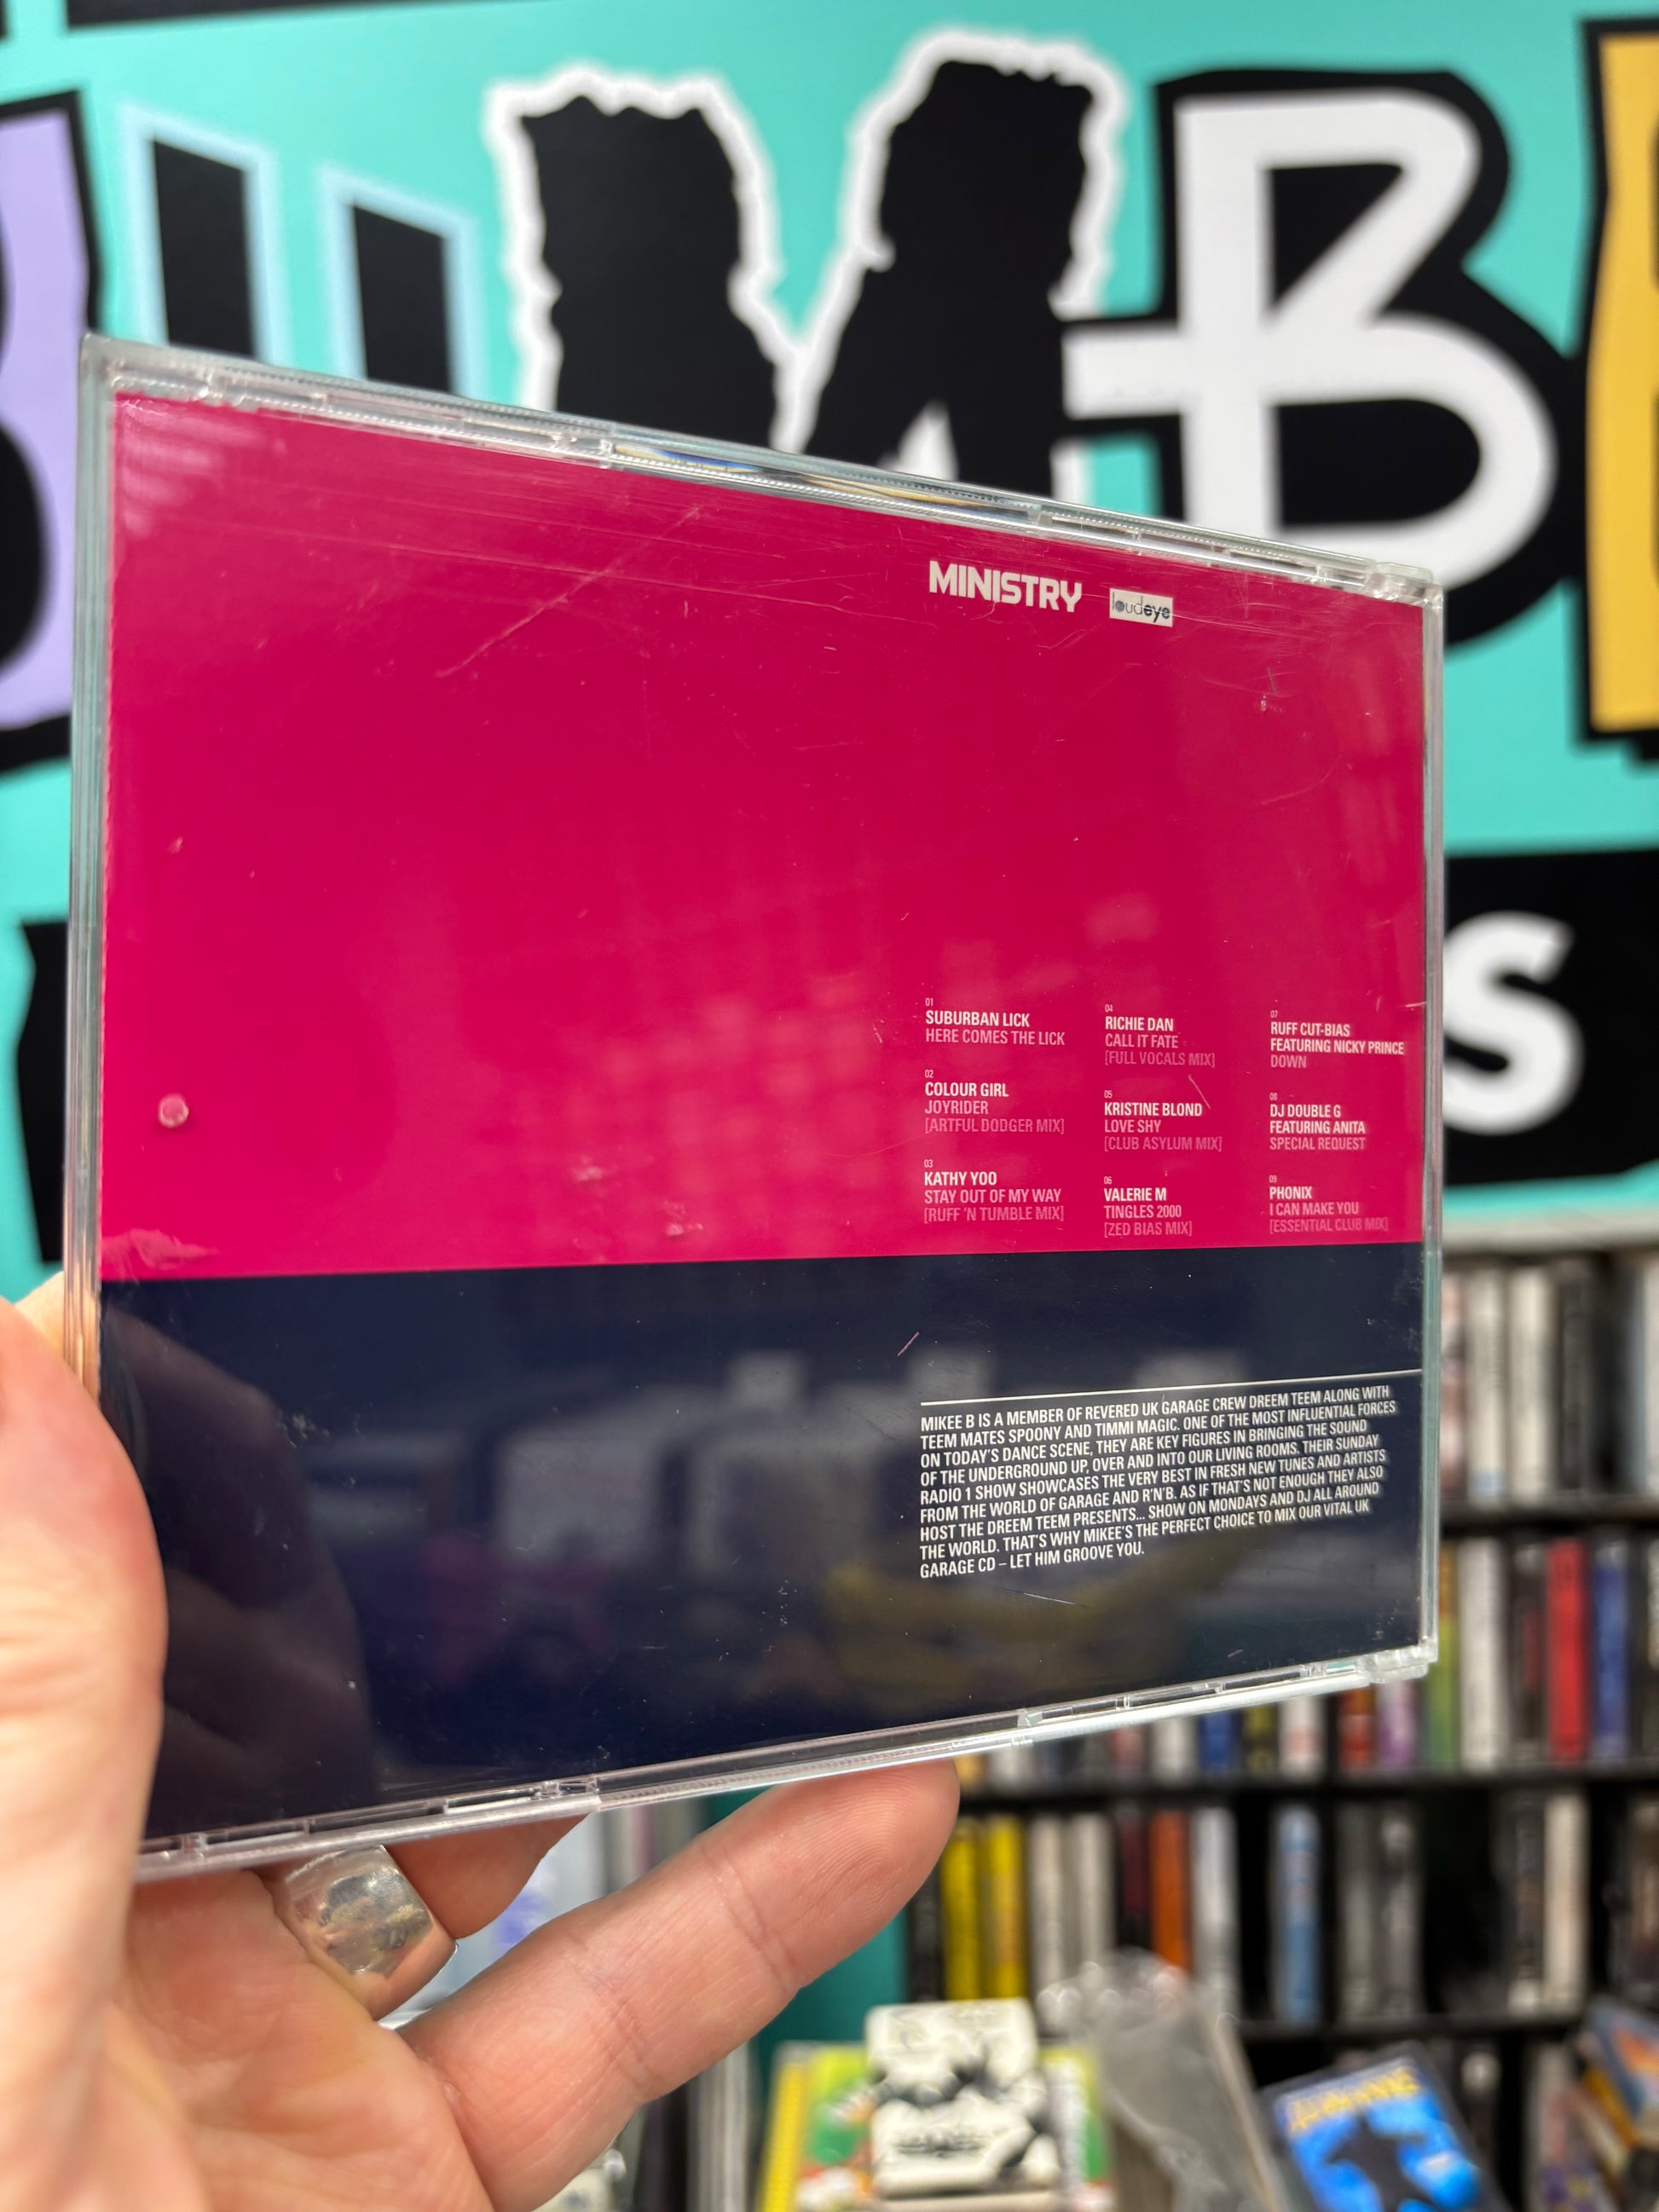 MINISTRY
loudeye
01
SUBURBAN LICK
HERE COMES THE LICK
02
COLOUR GIRL
JOYRIDER
[ARTFUL DODGER MIX]
03
KATHY YOO
STAY OUT OF MY WAY
[RUFF 'N TUMBLE MIX]
04
RICHIE DAN
CALL IT FATE
[FULL VOCALS MIX]
05
KRISTINE BLOND
LOVE SHY
[CLUB ASYLUM MIX]
06
VALERIE M
TINGLES 2000
[ZED BIAS MIX]
07
RUFF CUT-BIAS
FEATURING NICKY PRINCE
DOWN
08
DJ DOUBLE G
FEATURING ANITA
SPECIAL REQUEST
09
PHONIX
I CAN MAKE YOU
[ESSENTIAL CLUB MIX]
MIKEE B IS A MEMBER OF REVERED UK GARAGE CREW DREEM TEEM ALONG WITH
TEEM MATES SPOONY AND TIMMI MAGIC. ONE OF THE MOST INFLUENTIAL FORCES
ON TODAY'S DANCE SCENE, THEY ARE KEY FIGURES IN BRINGING THE SOUND
OF THE UNDERGROUND UP, OVER AND INTO OUR LIVING ROOMS. THEIR SUNDAY
RADIO 1 SHOW SHOWCASES THE VERY BEST IN FRESH NEW TUNES AND ARTISTS
FROM THE WORLD OF GARAGE AND R'N'B. AS IF THAT'S NOT ENOUGH THEY ALSO
HOST THE DREEM TEEM PRESENTS... SHOW ON MONDAYS AND DJ ALL AROUND
THE WORLD. THAT'S WHY MIKEE'S THE PERFECT CHOICE TO MIX OUR VITAL UK
GARAGE CD – LET HIM GROOVE YOU.